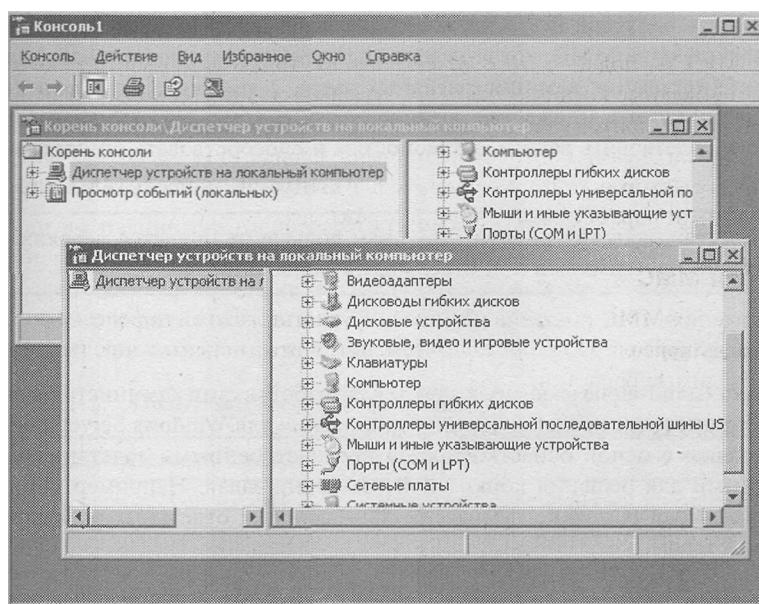 Консоль1
Консоль Действие Вид Избранное Окно Справка
Корень консоли\Диспетчер устройств на локальный компьютер
Корень консоли
Диспетчер устройств на локальный компьютер
Просмотр событий (локальных)
Компьютер
Контроллеры гибких дисков
Контроллеры универсальной по
Мыши и иные указывающие уст
Порты (COM и LPT)
Диспетчер устройств на локальный компьютер
Диспетчер устройств на л
Видеоадаптеры
Дисководы гибких дисков
Дисковые устройства
Звуковые, видео и игровые устройства
Клавиатуры
Компьютер
Контроллеры гибких дисков
Контроллеры универсальной последовательной шины US
Мыши и иные указывающие устройства
Порты (COM и LPT)
Сетевые платы
Системные устройства